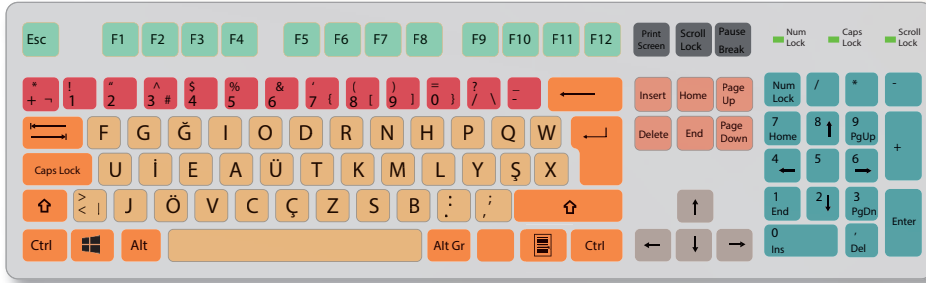 Esc F1 F2 F3 F4 F5 F6 F7 F8 F9 F10 F11 F12 Print Screen Scroll Lock Pause Break Num Lock Caps Lock Scroll Lock
* + ¬ ! 1 " 2 ^ 3 # $ 4 % 5 & 6 ' 7 { ( 8 [ ) 9 ] = 0 } ? / \ _ - Insert Home Page Up Num Lock / * -
F G Ğ I O D R N H P Q W Delete End Page Down 7 Home 8 9 PgUp +
Caps Lock U İ E A Ü T K M L Y Ş X 4 5 6
> < | J Ö V C Ç Z S B : . ; , 1 End 2 3 PgDn Enter
Ctrl Alt Alt Gr Ctrl 0 Ins , Del